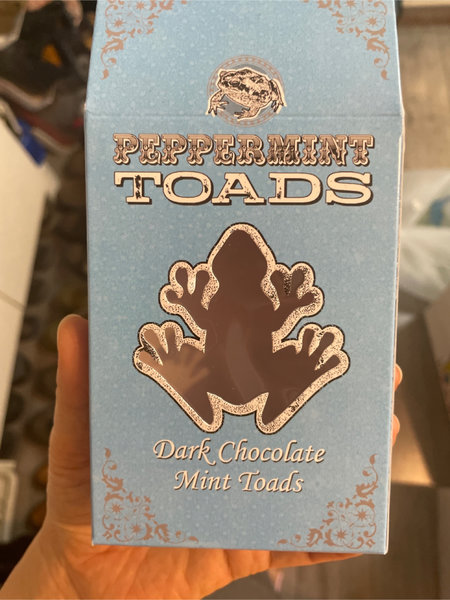 PEPPERMINT
TOADS
Dark Chocolate
Mint Toads